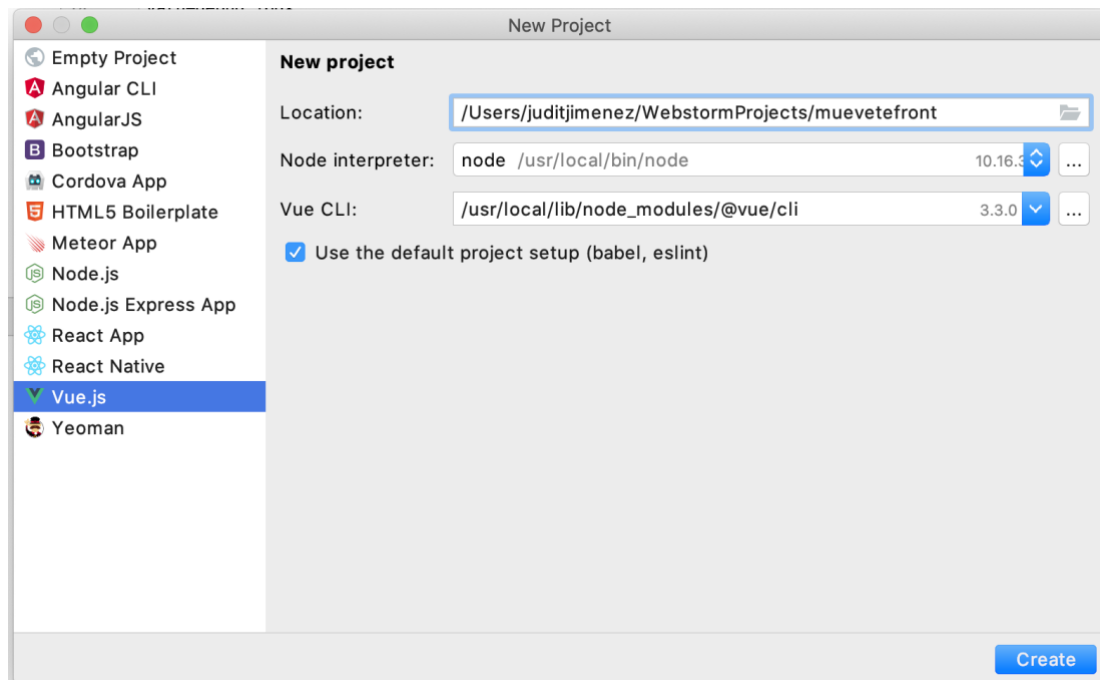 New Project
Empty Project
Angular CLI
AngularJS
Bootstrap
Cordova App
HTML5 Boilerplate
Meteor App
Node.js
Node.js Express App
React App
React Native
Vue.js
Yeoman
New project
Location: /Users/juditjimenez/WebstormProjects/muevetefront
Node interpreter: node /usr/local/bin/node 10.16.3 ...
Vue CLI: /usr/local/lib/node_modules/@vue/cli 3.3.0 ...
Use the default project setup (babel, eslint)
Create